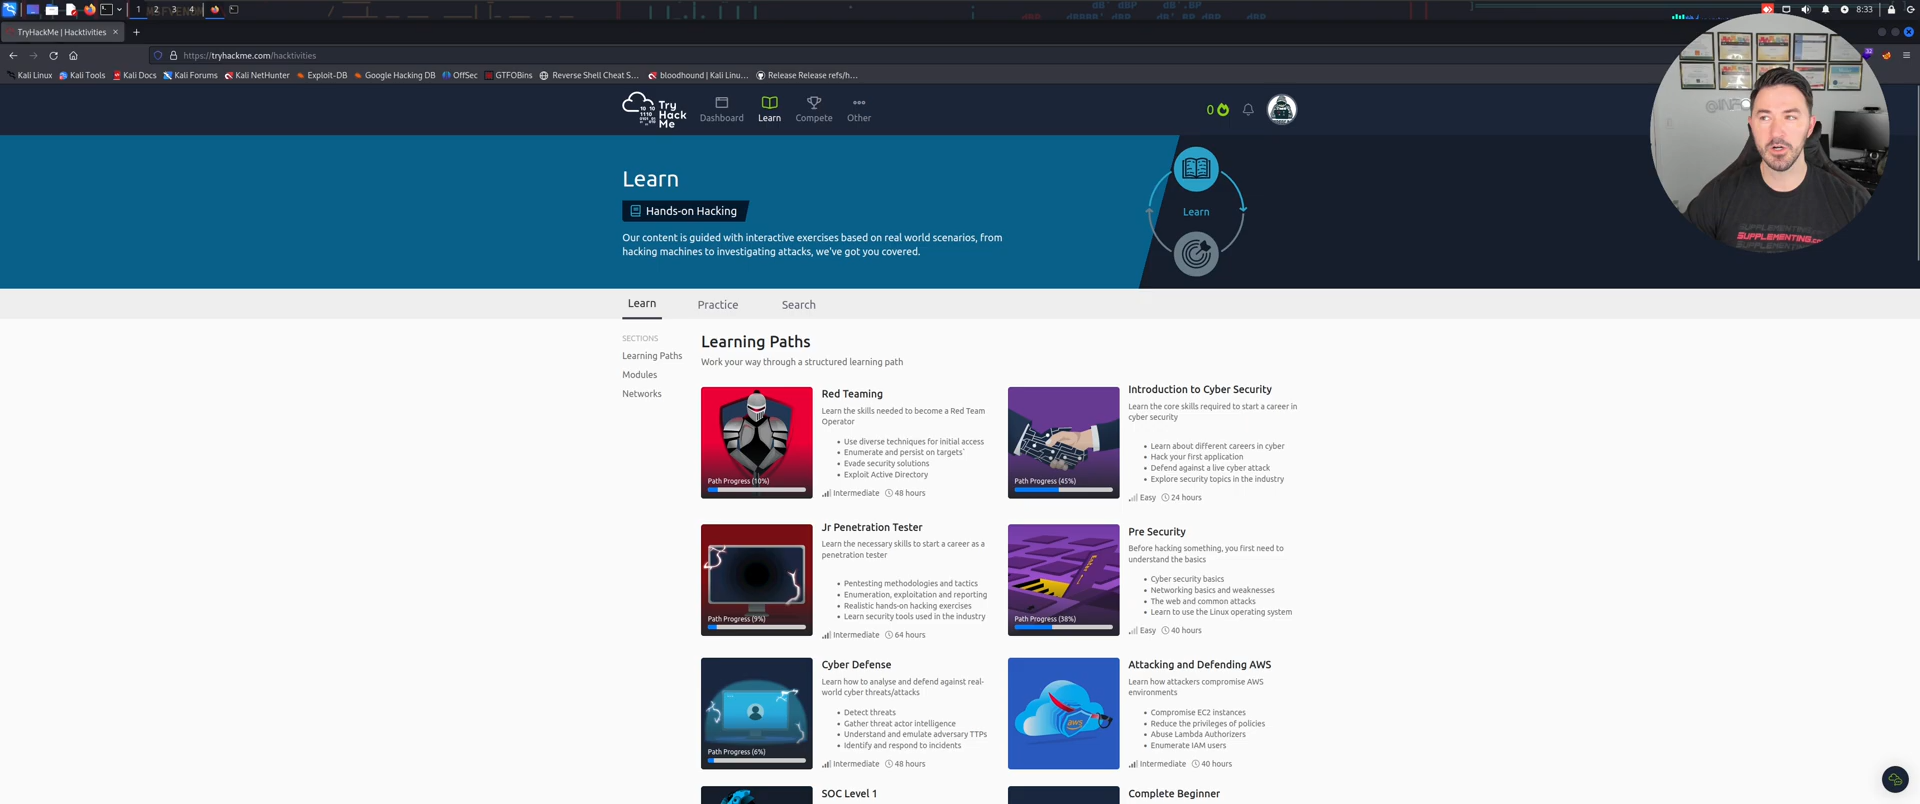 1 2 3 4
8:33
TryHackMe | Hacktivities
https://tryhackme.com/hacktivities
32
Kali Linux Kali Tools Kali Docs Kali Forums Kali NetHunter Exploit-DB Google Hacking DB OffSec GTFOBins Reverse Shell Cheat S... bloodhound | Kali Linu... Release Release refs/h...
Try
Hack
Me
Dashboard Learn Compete Other
0
SUPPLEMENTING
Learn
Hands-on Hacking
Our content is guided with interactive exercises based on real world scenarios, from
hacking machines to investigating attacks, we've got you covered.
Learn
Learn Practice Search
SECTIONS
Learning Paths
Modules
Networks
Learning Paths
Work your way through a structured learning path
Red Teaming
Learn the skills needed to become a Red Team
Operator
• Use diverse techniques for initial access
• Enumerate and persist on targets`
• Evade security solutions
• Exploit Active Directory
Path Progress (10%)
Intermediate 48 hours
Introduction to Cyber Security
Learn the core skills required to start a career in
cyber security
• Learn about different careers in cyber
• Hack your first application
• Defend against a live cyber attack
• Explore security topics in the industry
Path Progress (45%)
Easy 24 hours
Jr Penetration Tester
Learn the necessary skills to start a career as a
penetration tester
• Pentesting methodologies and tactics
• Enumeration, exploitation and reporting
• Realistic hands-on hacking exercises
• Learn security tools used in the industry
Path Progress (9%)
Intermediate 64 hours
Pre Security
Before hacking something, you first need to
understand the basics
• Cyber security basics
• Networking basics and weaknesses
• The web and common attacks
• Learn to use the Linux operating system
Path Progress (38%)
Easy 40 hours
Cyber Defense
Learn how to analyse and defend against real-
world cyber threats/attacks
• Detect threats
• Gather threat actor intelligence
• Understand and emulate adversary TTPs
• Identify and respond to incidents
Path Progress (6%)
Intermediate 48 hours
Attacking and Defending AWS
Learn how attackers compromise AWS
environments
• Compromise EC2 instances
• Reduce the privileges of policies
• Abuse Lambda Authorizers
• Enumerate IAM users
aws
Intermediate 40 hours
SOC Level 1
Complete Beginner